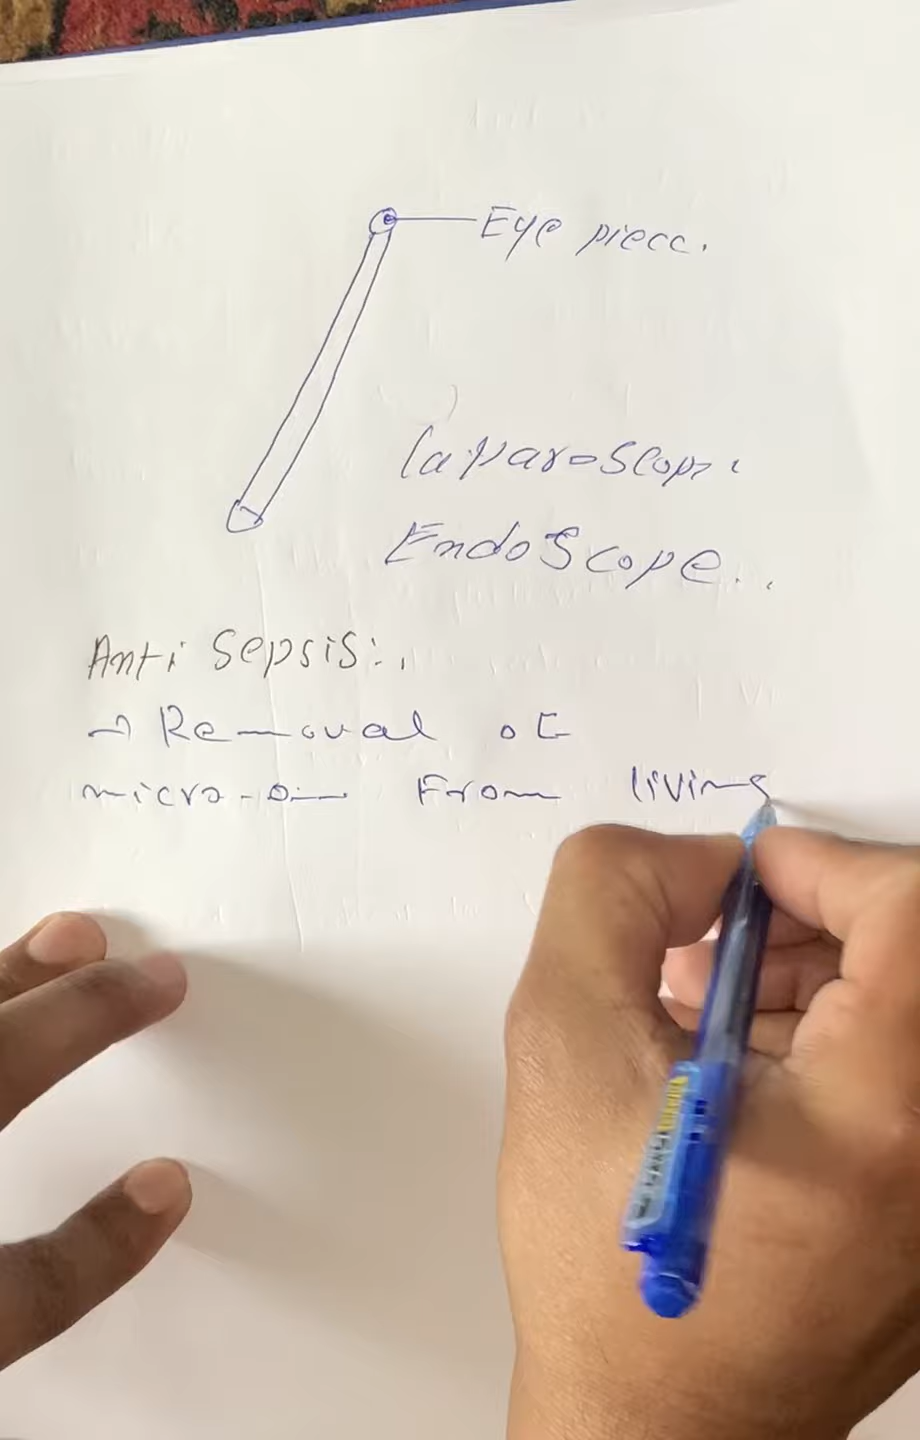 Eye piece.
Laparoscope.
Endoscope..
Anti Sepsis:.
→ Removal of
micro-o— From living